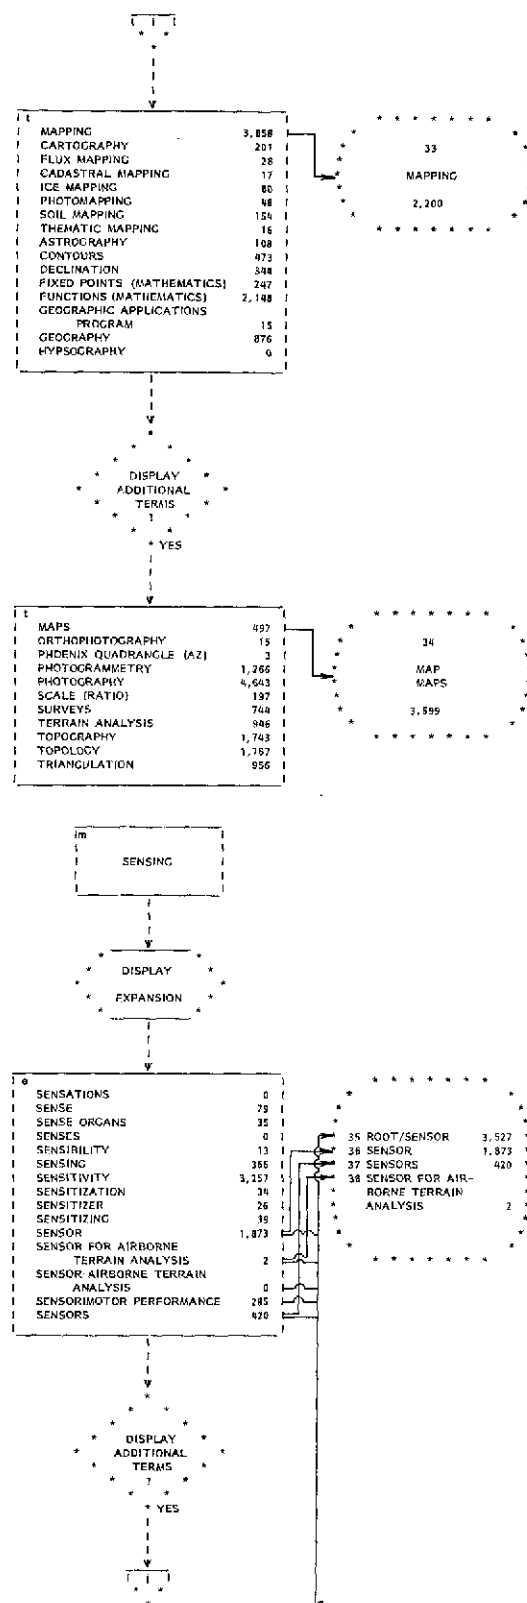 t
MAPPING 3,858
CARTOGRAPHY 201
FLUX MAPPING 28
CADASTRAL MAPPING 17
ICE MAPPING 80
PHOTOMAPPING 48
SOIL MAPPING 154
THEMATIC MAPPING 16
ASTROGRAPHY 108
CONTOURS 473
DECLINATION 344
FIXED POINTS (MATHEMATICS) 247
FUNCTIONS (MATHEMATICS) 2,148
GEOGRAPHIC APPLICATIONS
PROGRAM 15
GEOGRAPHY 876
HYPSOGRAPHY 0
33
MAPPING
2,200
DISPLAY
ADDITIONAL
TERMS
?
YES
t
MAPS 497
ORTHOPHOTOGRAPHY 15
PHOENIX QUADRANGLE (AZ) 3
PHOTOGRAMMETRY 1,266
PHOTOGRAPHY 4,643
SCALE (RATIO) 197
SURVEYS 744
TERRAIN ANALYSIS 946
TOPOGRAPHY 1,743
TOPOLOGY 1,767
TRIANGULATION 956
34
MAP
MAPS
3,599
m
SENSING
DISPLAY
EXPANSION
e
SENSATIONS 0
SENSE 79
SENSE ORGANS 35
SENSES 0
SENSIBILITY 13
SENSING 366
SENSITIVITY 3,157
SENSITIZATION 34
SENSITIZER 26
SENSITIZING 39
SENSOR 1,873
SENSOR FOR AIRBORNE
TERRAIN ANALYSIS 2
SENSOR-AIRBORNE TERRAIN
ANALYSIS 0
SENSORIMOTOR PERFORMANCE 285
SENSORS 420
35 ROOT/SENSOR 3,527
36 SENSOR 1,873
37 SENSORS 420
38 SENSOR FOR AIR-
BORNE TERRAIN
ANALYSIS 2
DISPLAY
ADDITIONAL
TERMS
?
YES